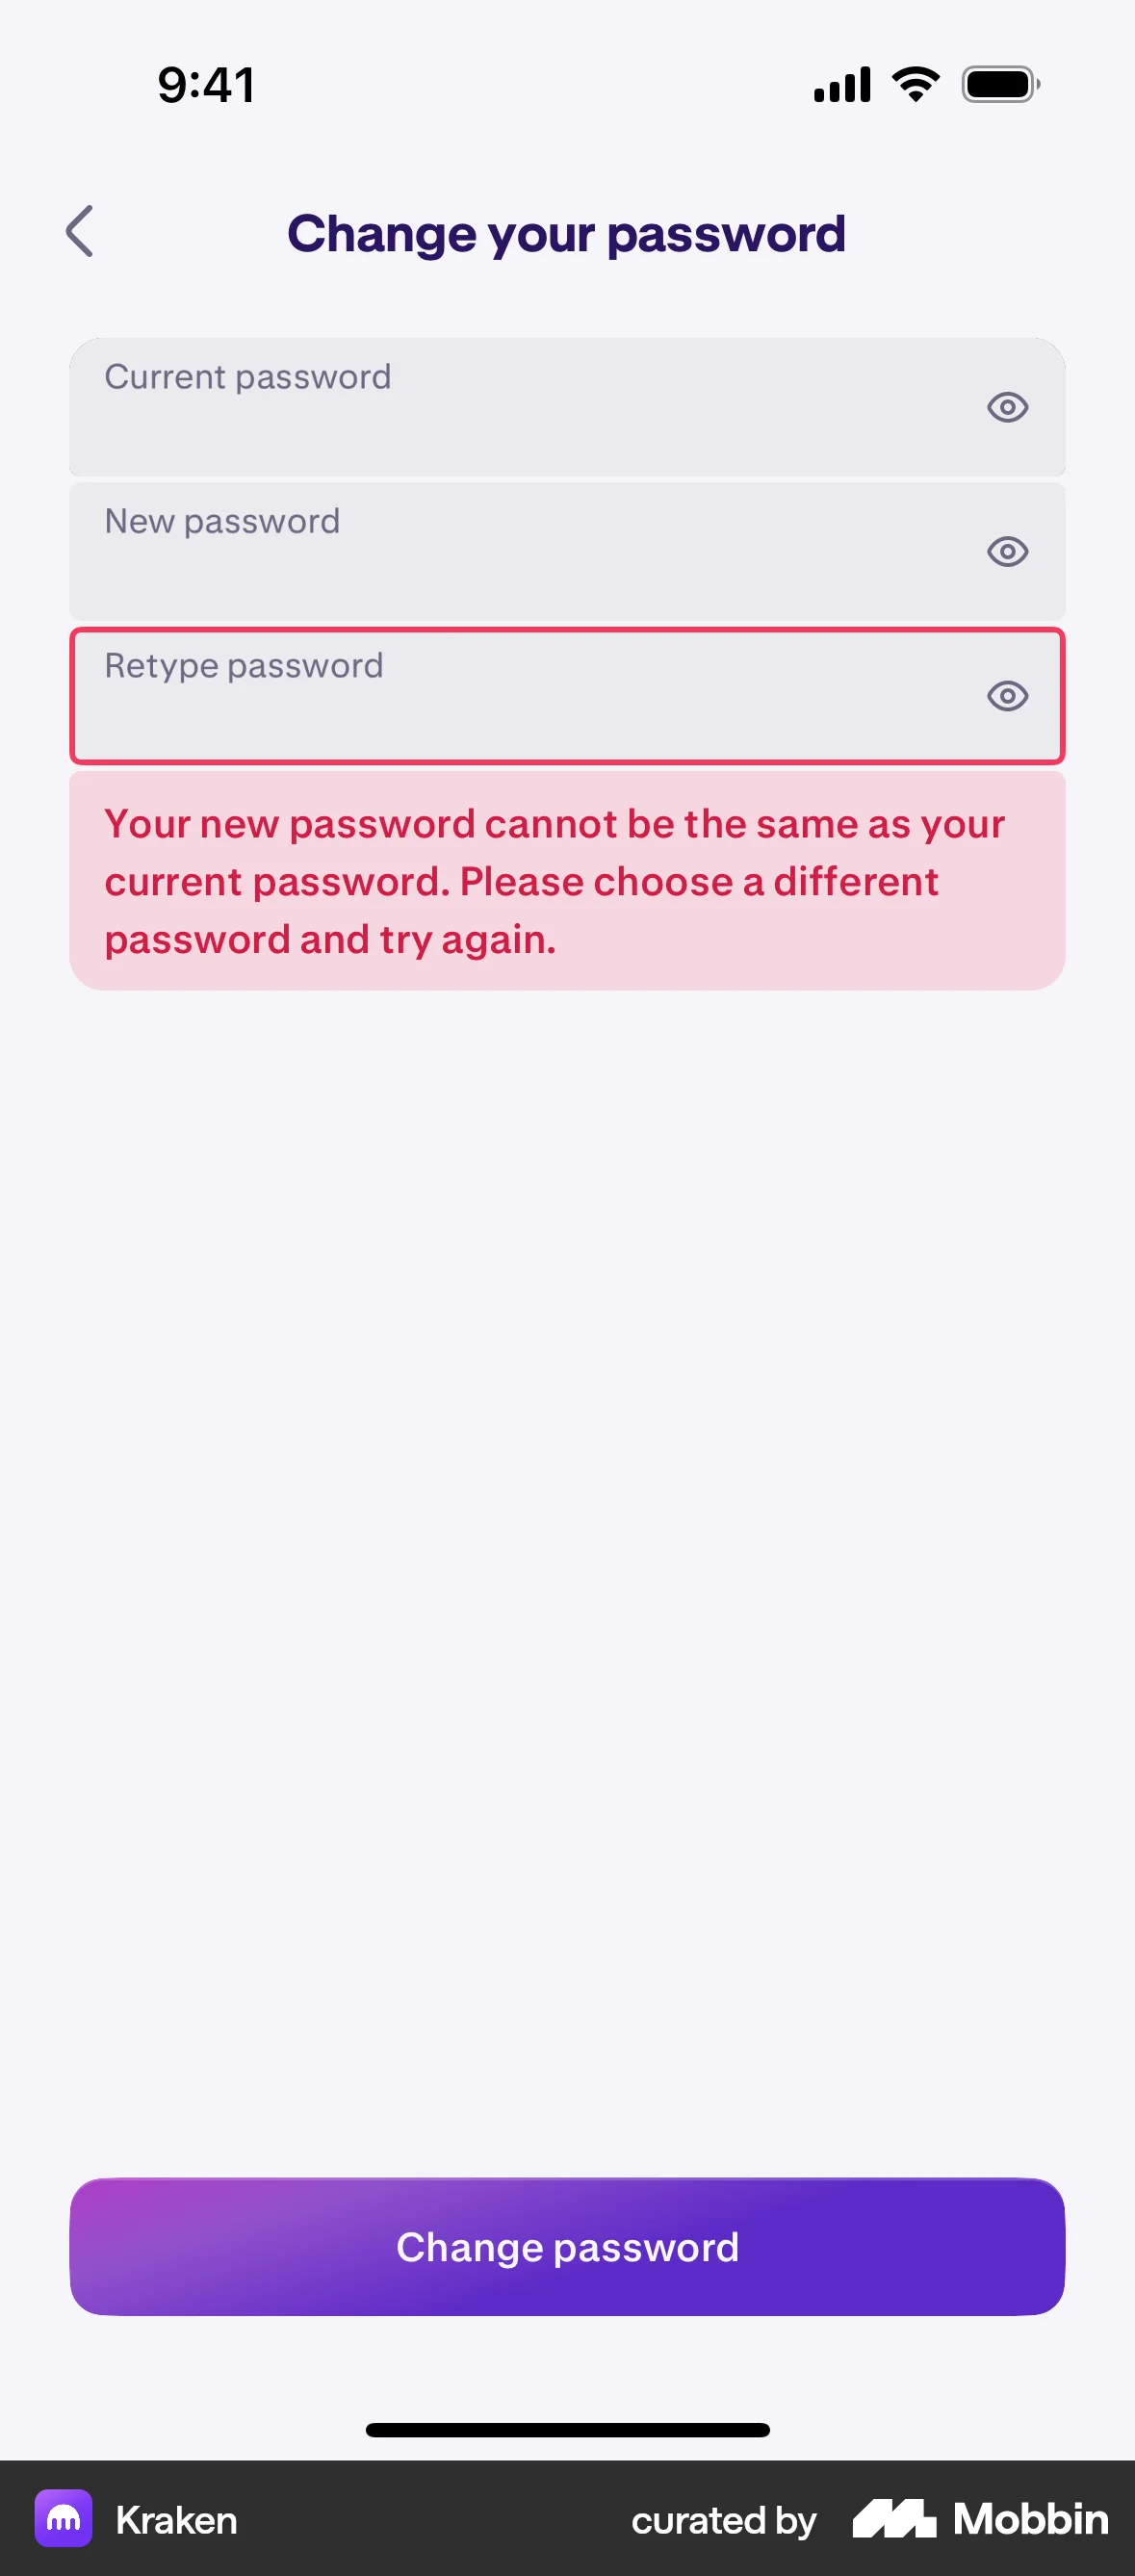 9:41
Change your password
Current password
New password
Retype password
Your new password cannot be the same as your
current password. Please choose a different
password and try again.
Change password
Kraken
curated by Mobbin